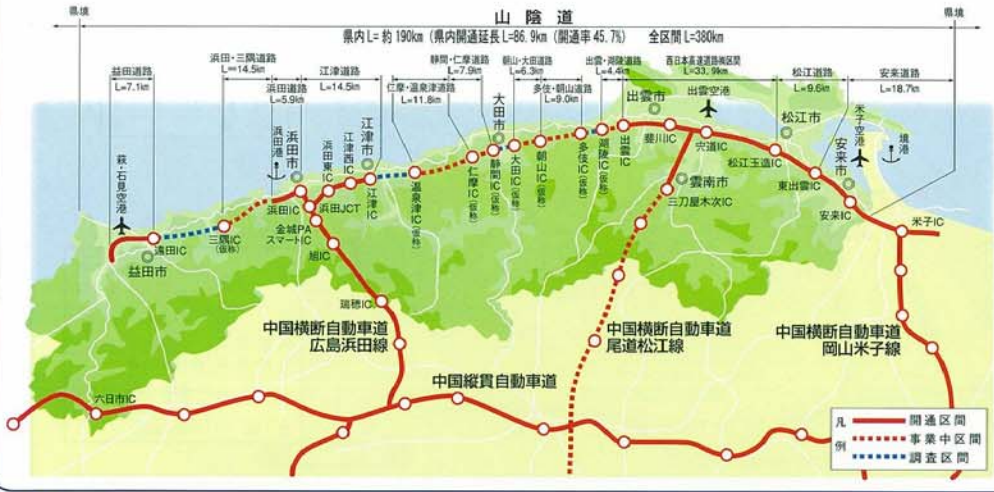 山陰道
県境
県境
県内L=約190km(県内開通延長L=86.9km(開通率45.7%) 全区間L=380km
益田道路
L=7.1km
浜田・三隅道路
L=14.5km
浜田道路
L=5.9km
江津道路
L=14.5km
仁摩・温泉津道路
L=11.8km
静間・仁摩道路
L=7.9km
朝山・大田道路
L=6.3km
多伎・朝山道路
L=9.0km
出雲・湖陵道路
L=4.4km
西日本高速道路㈱区間
L=33.9km
松江道路
L=9.6km
安来道路
L=18.7km
萩・石見空港
益田市
遠田IC
三隅IC
(仮称)
浜田港
浜田市
浜田IC
浜田JCT
浜田東IC
江津西IC
江津市
江津IC
温泉津IC
(仮称)
仁摩IC(仮称)
大田市
静間IC(仮称)
大田IC(仮称)
朝山IC(仮称)
多伎IC(仮称)
湖陵IC(仮称)
出雲市
出雲IC
斐川IC
出雲空港
宍道IC
松江市
松江玉造IC
東出雲IC
安来市
安来IC
米子空港
境港
米子IC
雲南市
三刀屋木次IC
金城PA
スマートIC
旭IC
瑞穂IC
六日市IC
中国横断自動車道
広島浜田線
中国縦貫自動車道
中国横断自動車道
尾道松江線
中国横断自動車道
岡山米子線
凡例
開通区間
事業中区間
調査区間